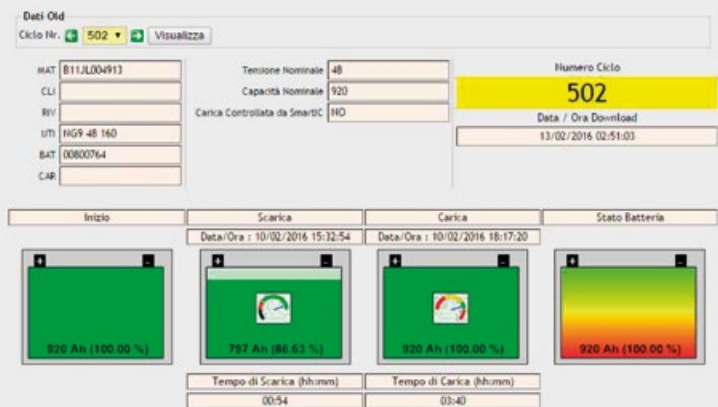 Dati Old
Ciclo Nr. 502 Visualizza
MAT B11JL004913
CLI
RIV
UTI NG9 48 160
BAT 00800764
CAR
Tensione Nominale 48
Capacità Nominale 920
Carica Controllata da SmartIC NO
Numero Ciclo
502
Data / Ora Download
13/02/2016 02:51:03
Inizio Scarica Carica Stato Batteria
Data/Ora : 10/02/2016 15:32:54 Data/Ora : 10/02/2016 18:17:20
+ - + - + - + -
920 Ah (100.00 %) 797 Ah (86.63 %) 920 Ah (100.00 %) 920 Ah (100.00 %)
Tempo di Scarica (hh:mm) Tempo di Carica (hh:mm)
00:54 03:40